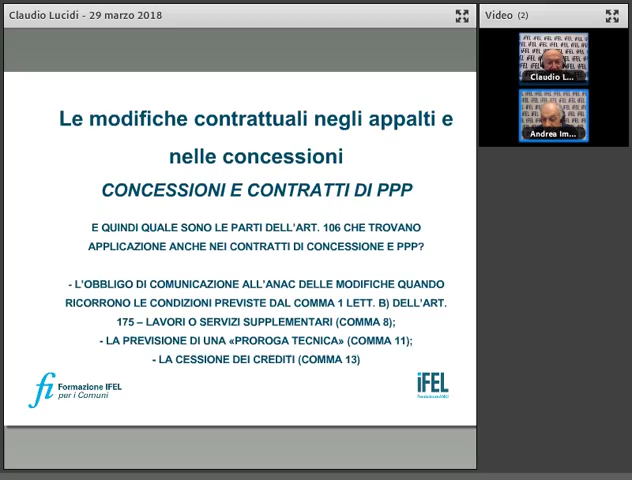 Claudio Lucidi - 29 marzo 2018
Video (2)
Claudio L...
Andrea Im...
Le modifiche contrattuali negli appalti e
nelle concessioni
CONCESSIONI E CONTRATTI DI PPP
E QUINDI QUALE SONO LE PARTI DELL'ART. 106 CHE TROVANO
APPLICAZIONE ANCHE NEI CONTRATTI DI CONCESSIONE E PPP?
- L'OBBLIGO DI COMUNICAZIONE ALL'ANAC DELLE MODIFICHE QUANDO
RICORRONO LE CONDIZIONI PREVISTE DAL COMMA 1 LETT. B) DELL'ART.
175 – LAVORI O SERVIZI SUPPLEMENTARI (COMMA 8);
- LA PREVISIONE DI UNA «PROROGA TECNICA» (COMMA 11);
- LA CESSIONE DEI CREDITI (COMMA 13)
fi Formazione IFEL
per i Comuni
iFEL